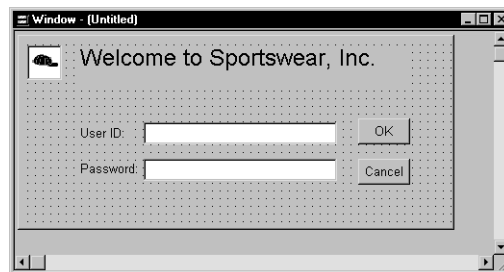 Window - (Untitled)
Welcome to Sportswear, Inc.
User ID:
OK
Password:
Cancel